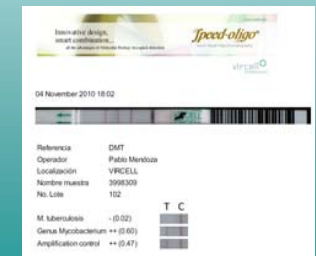 Innovative design,
smart combination...
Speed-oligo®
vircell
04 November 2010 18:02
Referencia DMT
Operador Pablo Mendoza
Localización VIRCELL
Nombre muestra 3998309
No. Lote 102
T C
M. tuberculosis - (0.02)
Genus Mycobacterium ++ (0.60)
Amplification control ++ (0.47)